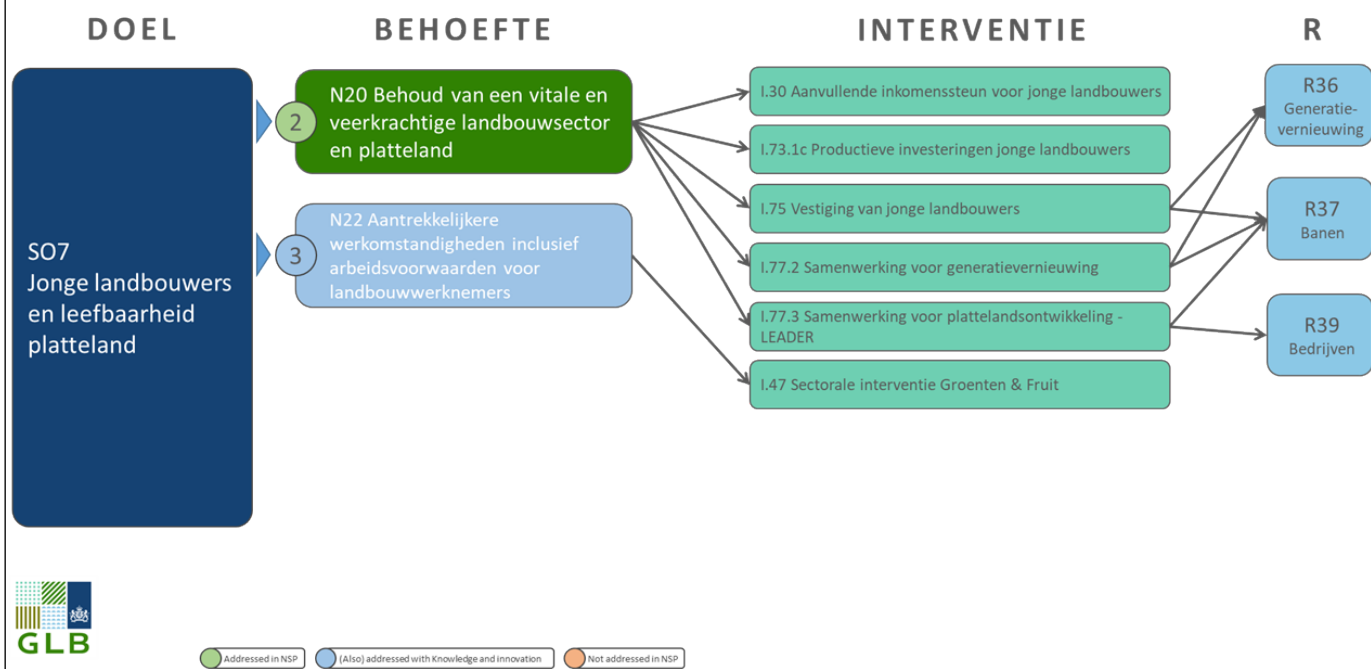 DOEL
BEHOEFTE
INTERVENTIE
R
SO7
Jonge landbouwers
en leefbaarheid
platteland
2
N20 Behoud van een vitale en
veerkrachtige landbouwsector
en platteland
3
N22 Aantrekkelijkere
werkomstandigheden inclusief
arbeidsvoorwaarden voor
landbouwwerknemers
I.30 Aanvullende inkomenssteun voor jonge landbouwers
I.73.1c Productieve investeringen jonge landbouwers
I.75 Vestiging van jonge landbouwers
I.77.2 Samenwerking voor generatievernieuwing
I.77.3 Samenwerking voor plattelandsontwikkeling -
LEADER
I.47 Sectorale interventie Groenten & Fruit
R36
Generatie-
vernieuwing
R37
Banen
R39
Bedrijven
GLB
Addressed in NSP
(Also) addressed with Knowledge and innovation
Not addressed in NSP